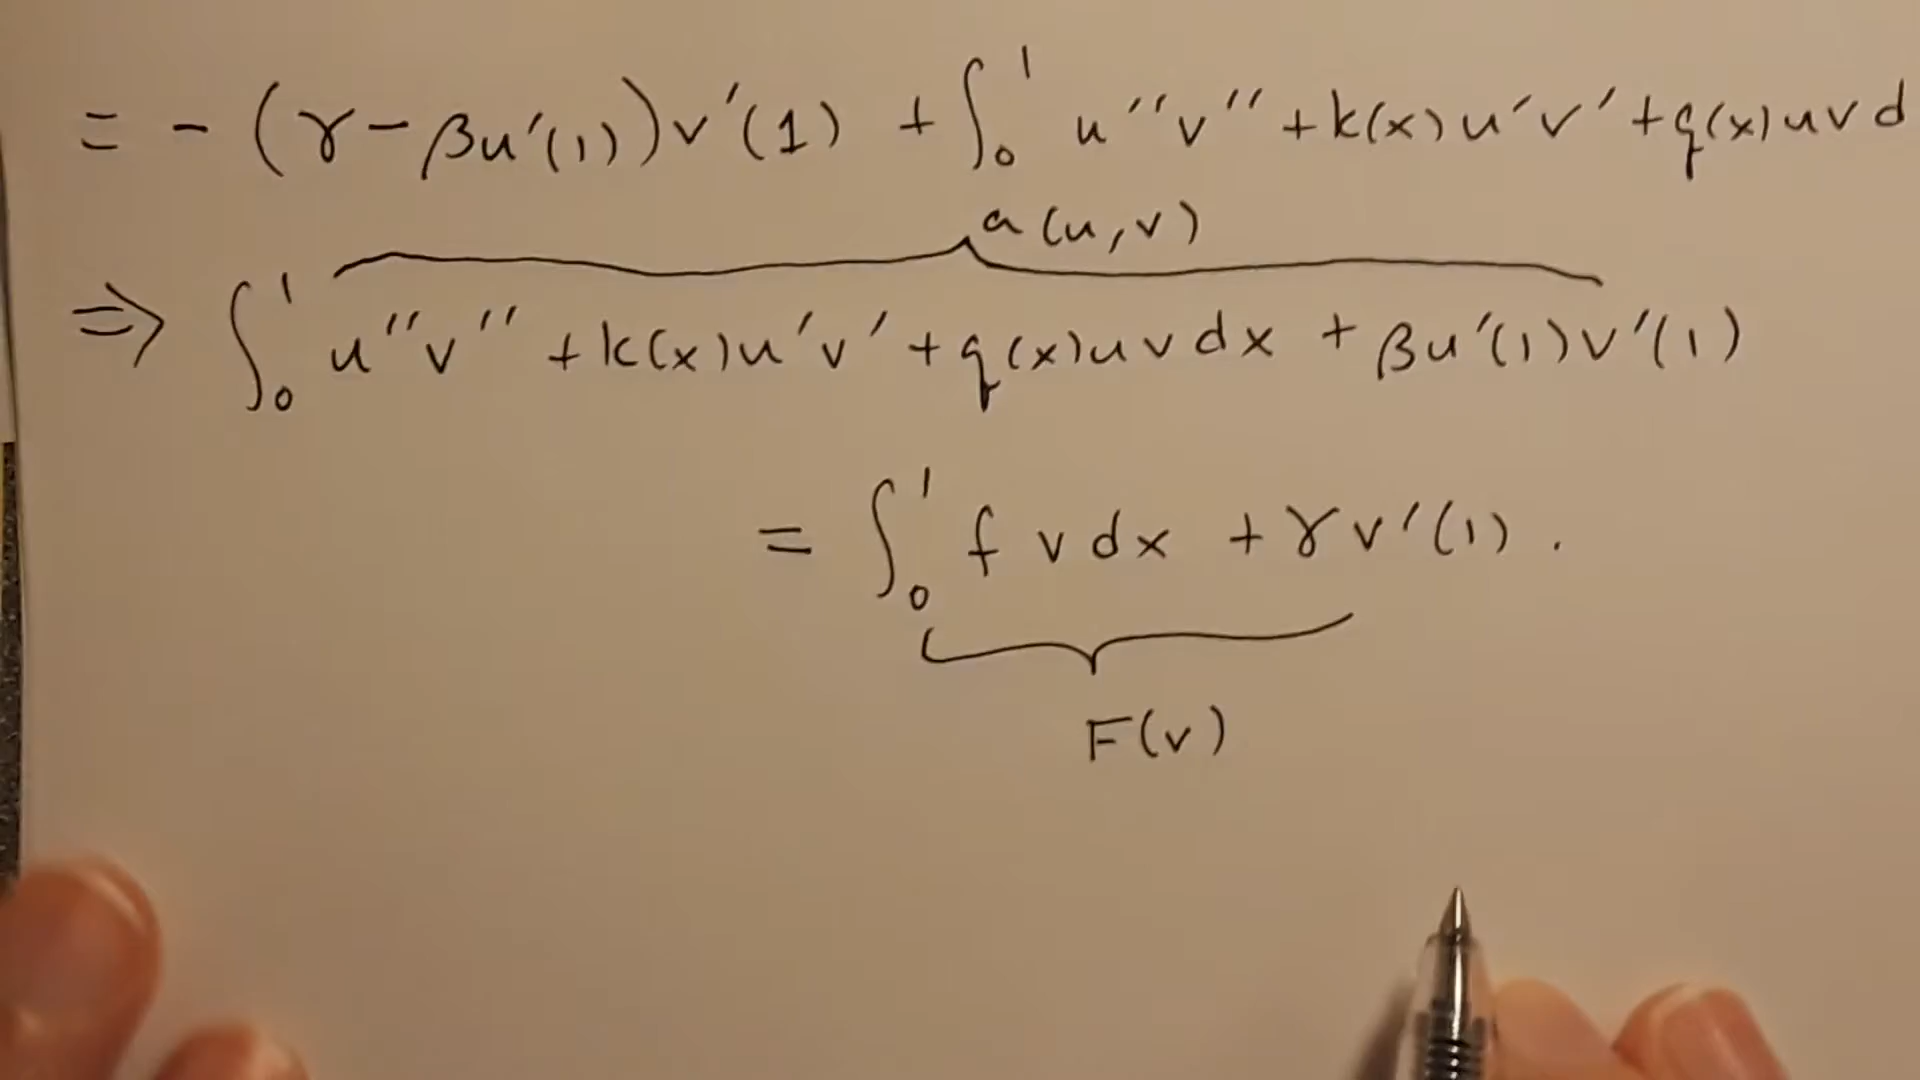 = - (γ - βu'(1))v'(1) + ∫₀¹ u''v'' + k(x)u'v' + q(x)uv d
a(u,v)
⇒ ∫₀¹ u''v'' + k(x)u'v' + q(x)uv dx + βu'(1)v'(1)
= ∫₀¹ f v dx + γv'(1).
F(v)